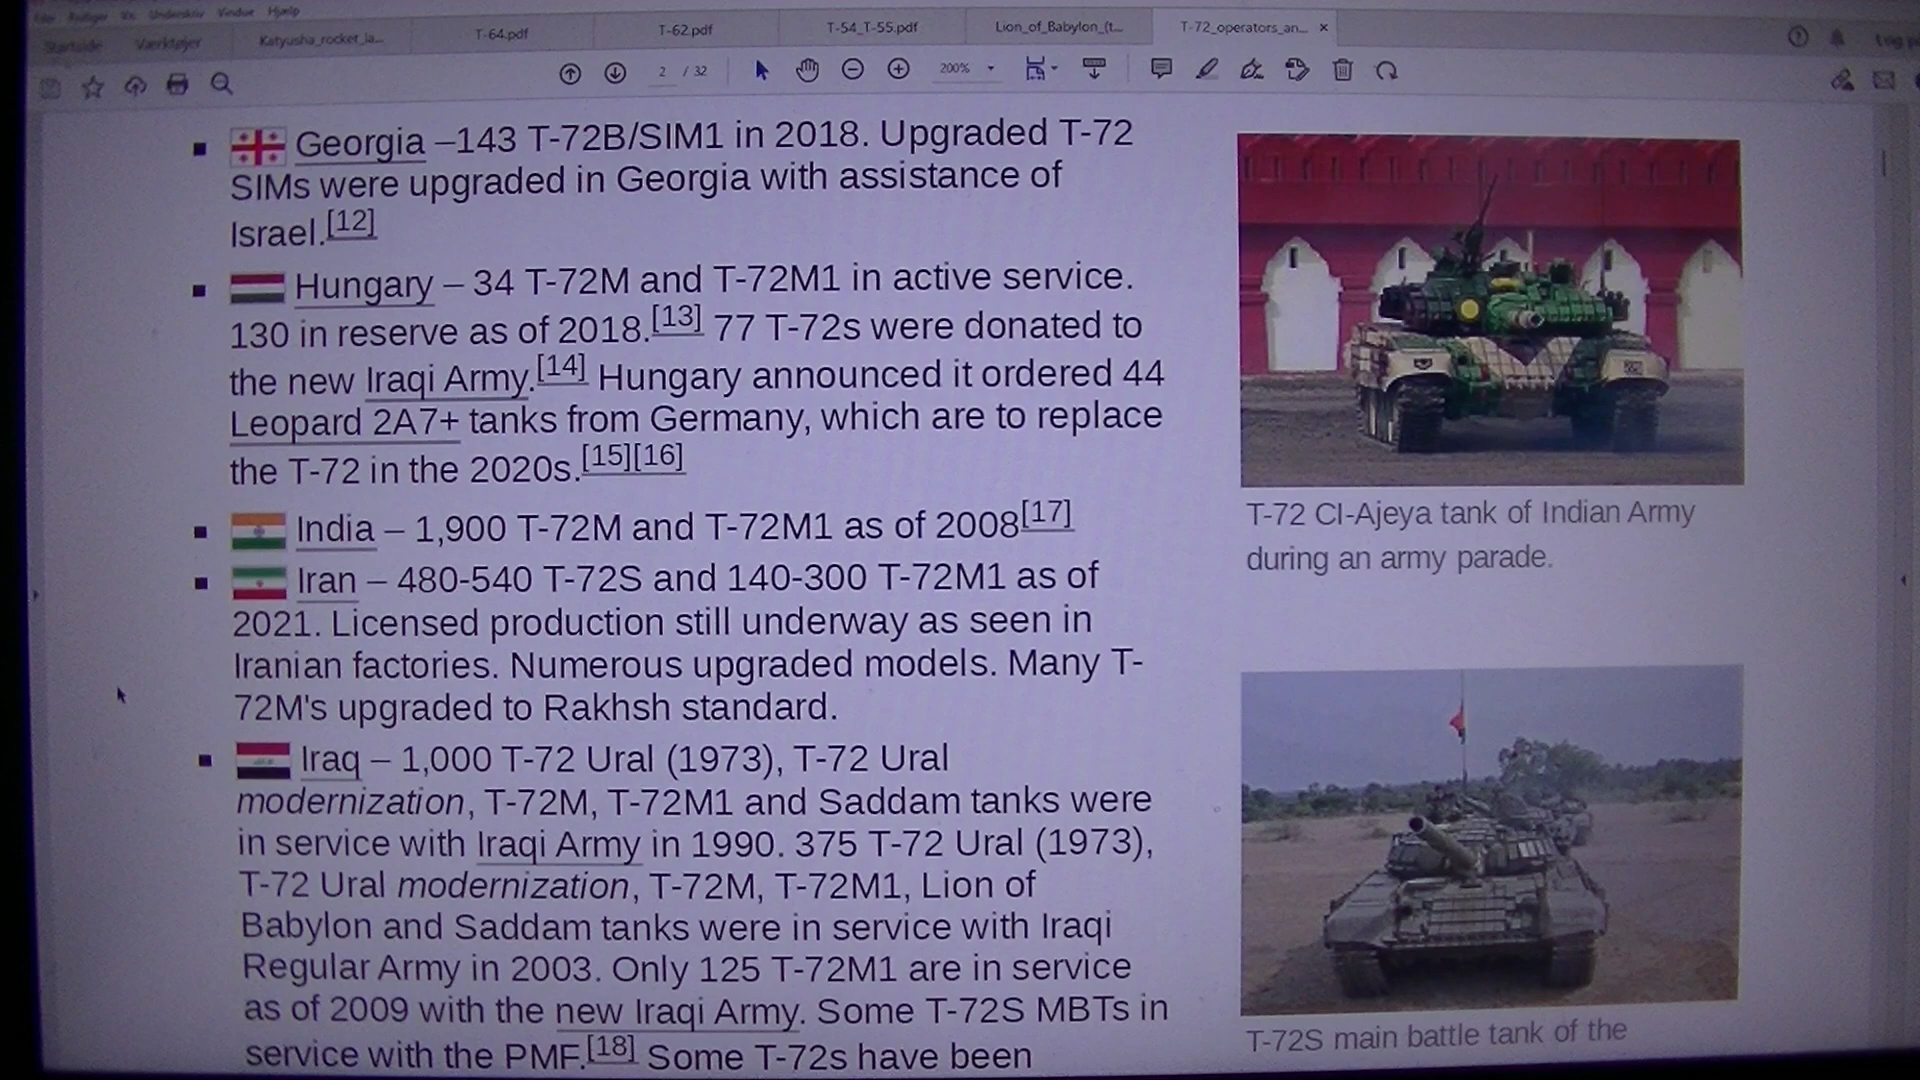 Filer Rediger Vis Underskriv Vindue Hjælp
Startside Værktøjer Katyusha_rocket_la... T-64.pdf T-62.pdf T-54_T-55.pdf Lion_of_Babylon_(t... T-72_operators_an... ×
Log
2 / 32 200%
Georgia –143 T-72B/SIM1 in 2018. Upgraded T-72
SIMs were upgraded in Georgia with assistance of
Israel.[12]
Hungary – 34 T-72M and T-72M1 in active service.
130 in reserve as of 2018.[13] 77 T-72s were donated to
the new Iraqi Army.[14] Hungary announced it ordered 44
Leopard 2A7+ tanks from Germany, which are to replace
the T-72 in the 2020s.[15][16]
India – 1,900 T-72M and T-72M1 as of 2008[17]
Iran – 480-540 T-72S and 140-300 T-72M1 as of
2021. Licensed production still underway as seen in
Iranian factories. Numerous upgraded models. Many T-
72M's upgraded to Rakhsh standard.
Iraq – 1,000 T-72 Ural (1973), T-72 Ural
modernization, T-72M, T-72M1 and Saddam tanks were
in service with Iraqi Army in 1990. 375 T-72 Ural (1973),
T-72 Ural modernization, T-72M, T-72M1, Lion of
Babylon and Saddam tanks were in service with Iraqi
Regular Army in 2003. Only 125 T-72M1 are in service
as of 2009 with the new Iraqi Army. Some T-72S MBTs in
service with the PMF.[18] Some T-72s have been
T-72 CI-Ajeya tank of Indian Army
during an army parade.
T-72S main battle tank of the